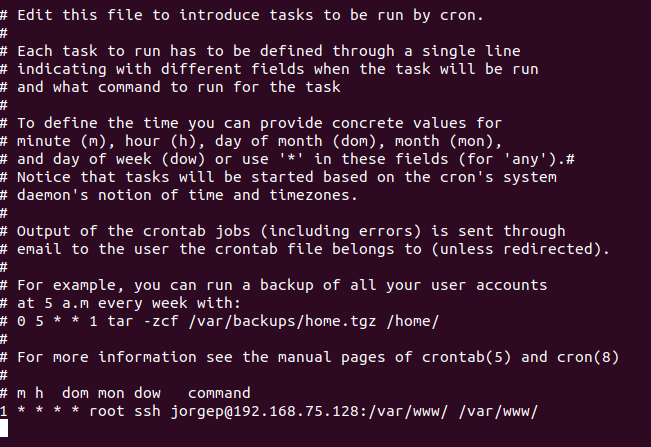 # Edit this file to introduce tasks to be run by cron.
#
# Each task to run has to be defined through a single line
# indicating with different fields when the task will be run
# and what command to run for the task
#
# To define the time you can provide concrete values for
# minute (m), hour (h), day of month (dom), month (mon),
# and day of week (dow) or use '*' in these fields (for 'any').#
# Notice that tasks will be started based on the cron's system
# daemon's notion of time and timezones.
#
# Output of the crontab jobs (including errors) is sent through
# email to the user the crontab file belongs to (unless redirected).
#
# For example, you can run a backup of all your user accounts
# at 5 a.m every week with:
# 0 5 * * 1 tar -zcf /var/backups/home.tgz /home/
#
# For more information see the manual pages of crontab(5) and cron(8)
#
# m h  dom mon dow   command
1 * * * * root ssh jorgep@192.168.75.128:/var/www/ /var/www/